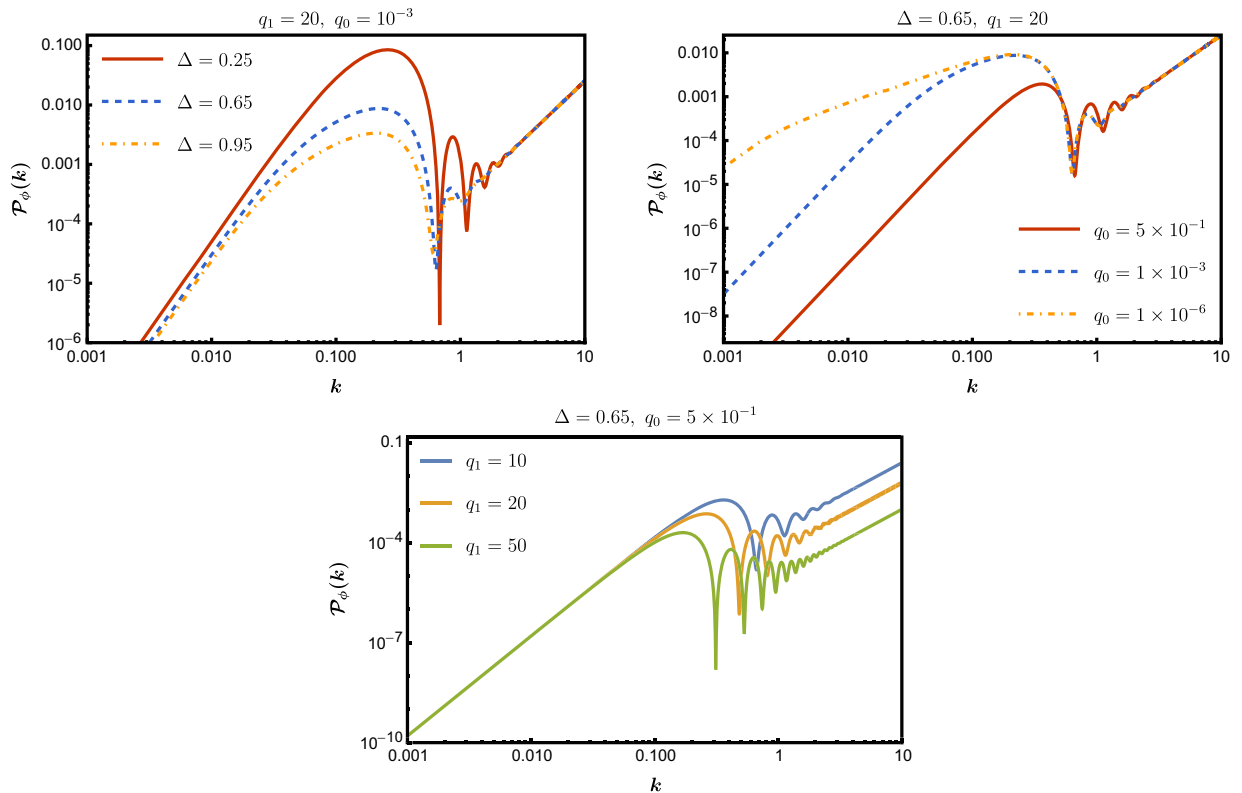 q₁ = 20, q₀ = 10⁻³
0.100
0.010
0.001
10⁻⁴
10⁻⁵
10⁻⁶
𝒫_ϕ(k)
Δ = 0.25
Δ = 0.65
Δ = 0.95
0.001 0.010 0.100 1 10
k
Δ = 0.65, q₁ = 20
0.010
0.001
10⁻⁴
10⁻⁵
10⁻⁶
10⁻⁷
10⁻⁸
𝒫_ϕ(k)
q₀ = 5 × 10⁻¹
q₀ = 1 × 10⁻³
q₀ = 1 × 10⁻⁶
0.001 0.010 0.100 1 10
k
Δ = 0.65, q₀ = 5 × 10⁻¹
0.1
10⁻⁴
10⁻⁷
10⁻¹⁰
𝒫_ϕ(k)
q₁ = 10
q₁ = 20
q₁ = 50
0.001 0.010 0.100 1 10
k